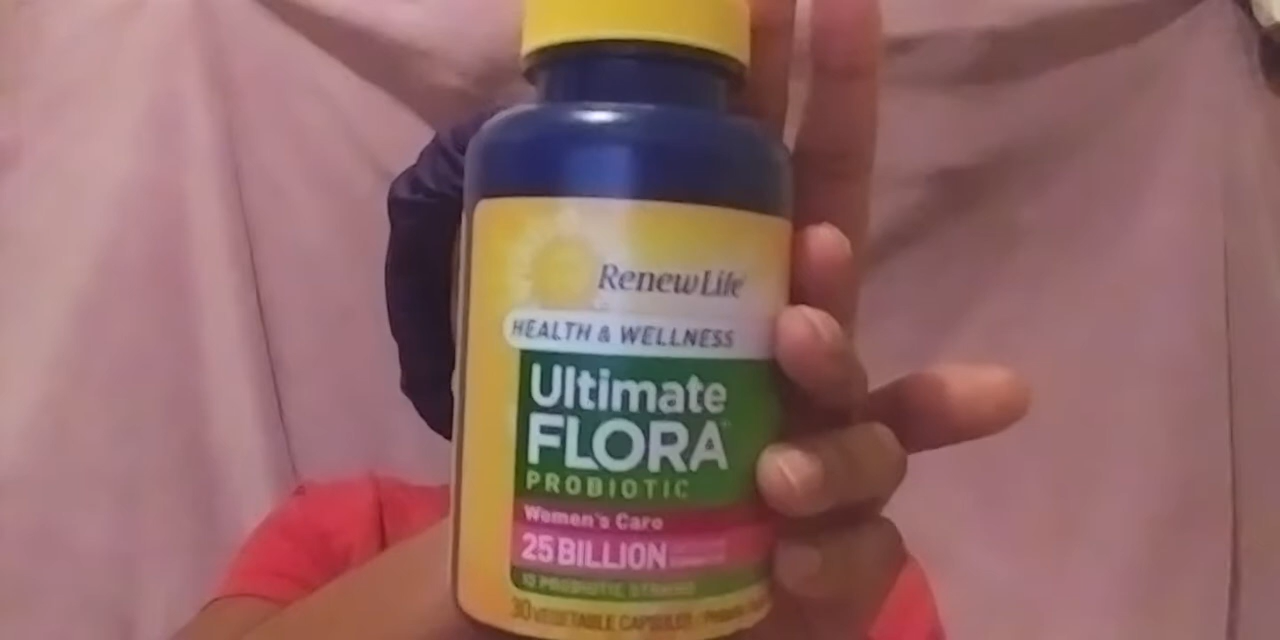 RenewLife
HEALTH & WELLNESS
Ultimate
FLORA
PROBIOTIC
Women's Care
25 BILLION
10 PROBIOTIC STRAINS
30 VEGETABLE CAPSULES